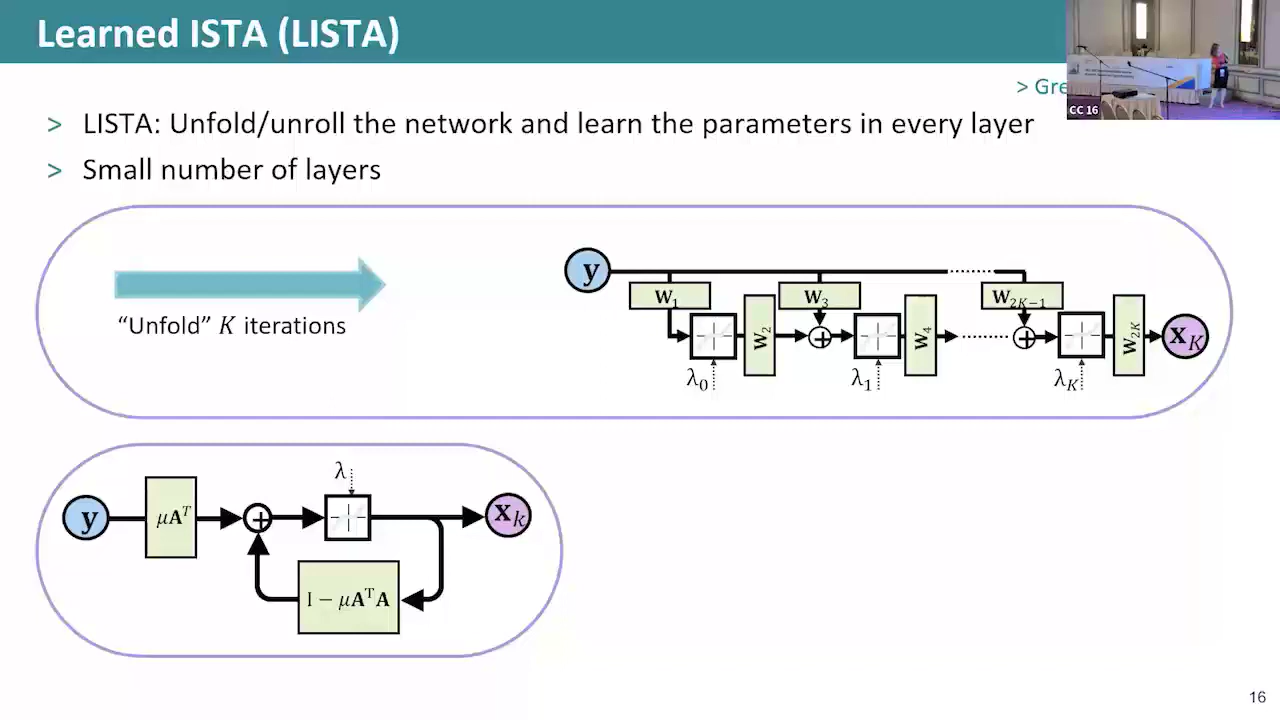 Learned ISTA (LISTA)
> Gre
> LISTA: Unfold/unroll the network and learn the parameters in every layer
> Small number of layers
"Unfold" K iterations
y
W₁
W₂
W₃
W₄
W₂ₖ₋₁
W₂ₖ
x_K
λ₀
λ₁
λ_K
λ
y
μAᵀ
+
x_k
I − μAᵀA
CC 16
16